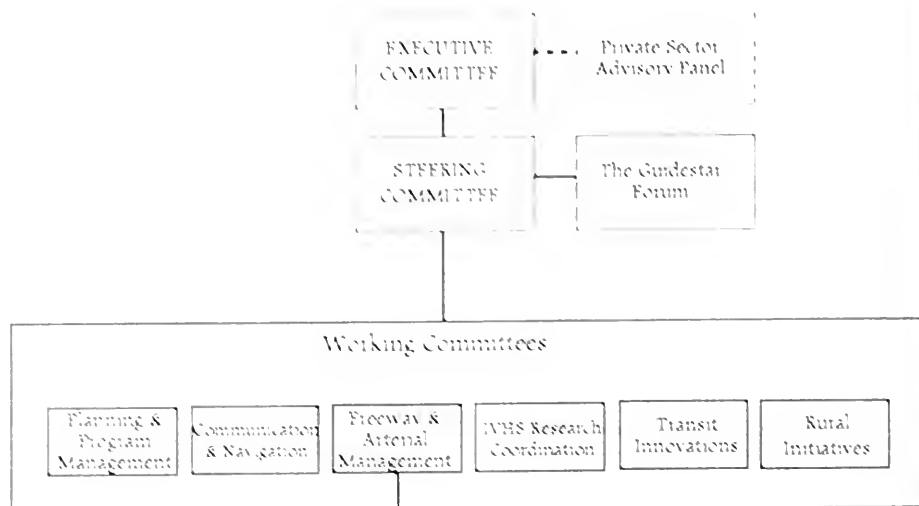 EXECUTIVE
COMMITTEE
Private Sector
Advisory Panel
STEERING
COMMITTEE
The Guidestar
Forum
Working Committees
Planning &
Program
Management
Communication
& Navigation
Freeway &
Arterial
Management
IVHS Research
Coordination
Transit
Innovations
Rural
Initiatives